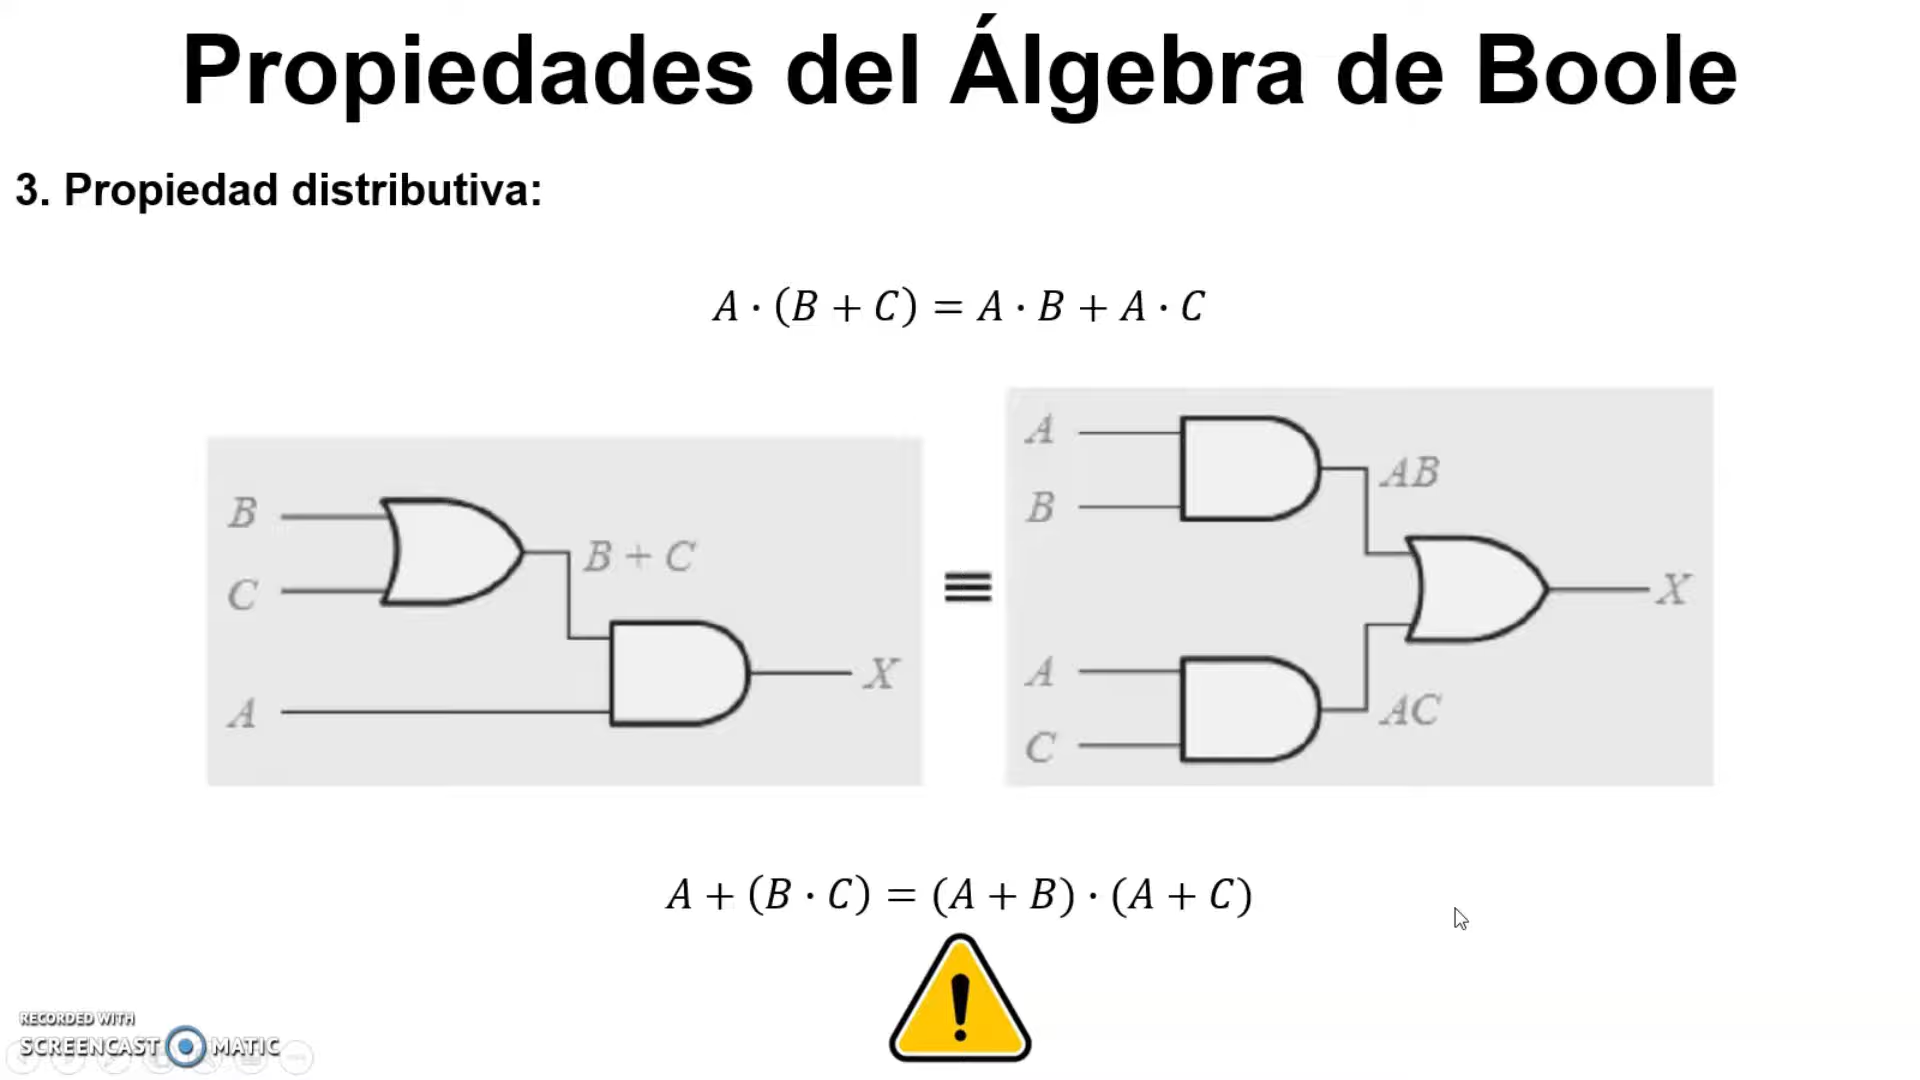 Propiedades del Álgebra de Boole
3. Propiedad distributiva:
A · (B + C) = A · B + A · C
B
C
B + C
A
X
≡
A
B
AB
A
C
AC
X
A + (B · C) = (A + B) · (A + C)
!
RECORDED WITH
SCREENCAST MATIC